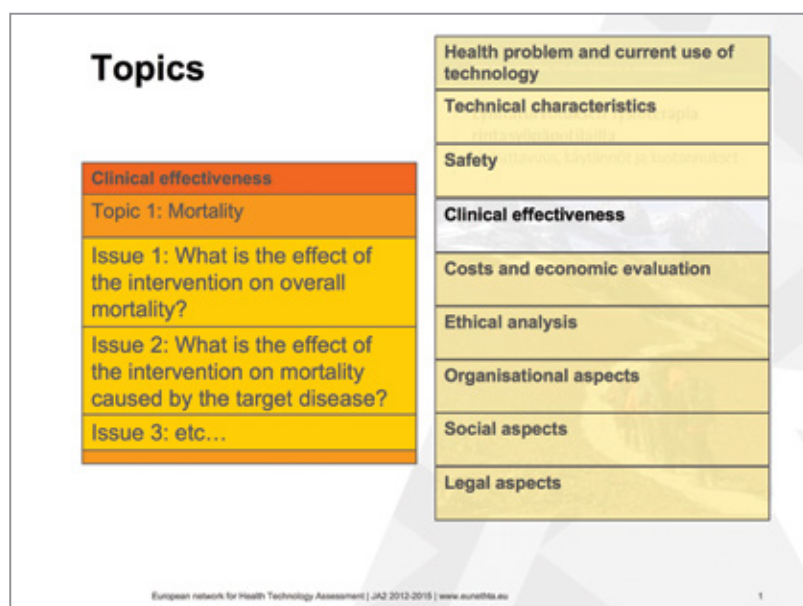 Topics
Clinical effectiveness
Topic 1: Mortality
Issue 1: What is the effect of
the intervention on overall
mortality?
Issue 2: What is the effect of
the intervention on mortality
caused by the target disease?
Issue 3: etc…
Health problem and current use of
technology
Technical characteristics
Safety
Clinical effectiveness
Costs and economic evaluation
Ethical analysis
Organisational aspects
Social aspects
Legal aspects
European network for Health Technology Assessment | JA2 2012-2015 | www.eunethta.eu
1